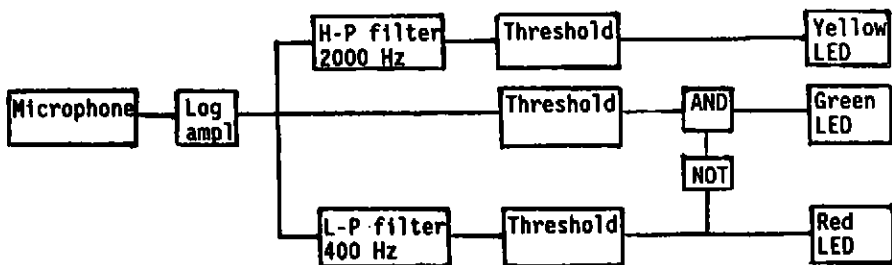 H-P filter
2000 Hz
Threshold
Yellow
LED
Microphone
Log
ampl
Threshold
AND
Green
LED
NOT
L-P filter
400 Hz
Threshold
Red
LED